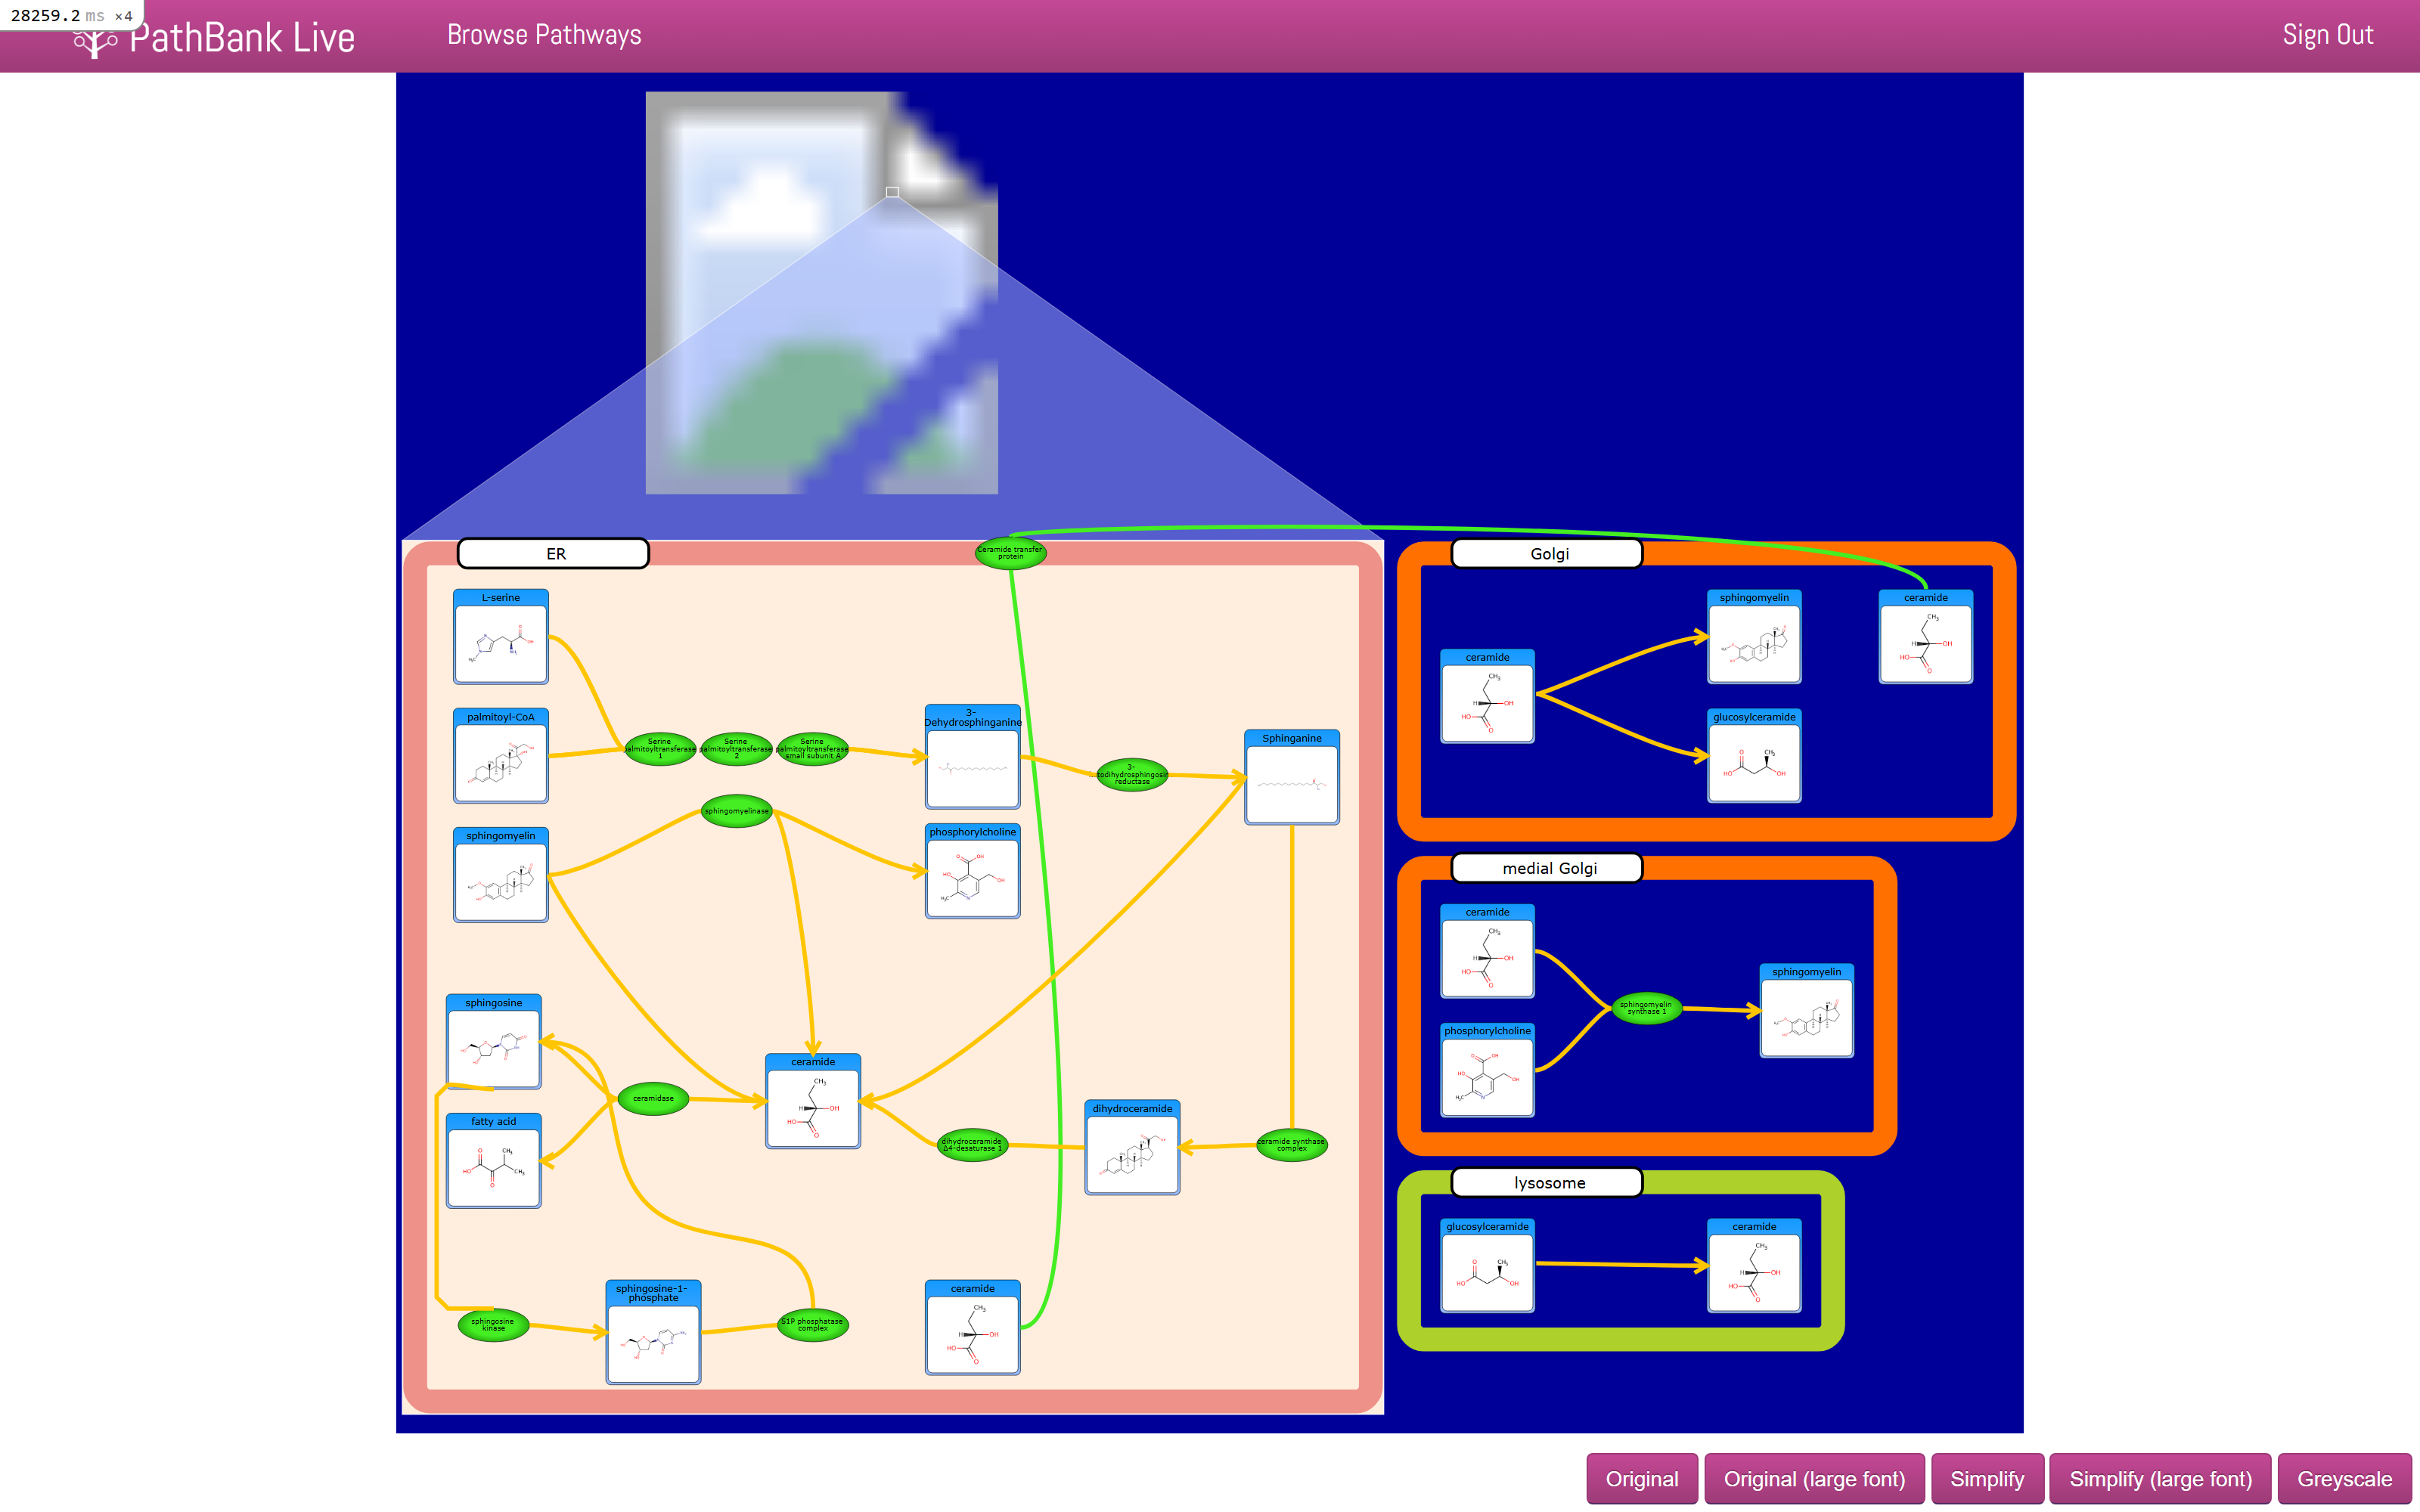 28259.2 ms ×4
PathBank Live
Browse Pathways
Sign Out
ER
Ceramide transfer
protein
Golgi
L-serine
palmitoyl-CoA
sphingomyelin
Serine
palmitoyltransferase
1
Serine
palmitoyltransferase
2
Serine
palmitoyltransferase
small subunit A
3-
Dehydrosphinganine
3-
reductase
Sphinganine
sphingomyelinase
phosphorylcholine
sphingosine
fatty acid
ceramidase
ceramide
dihydroceramide
Δ4-desaturase 1
dihydroceramide
ceramide synthase
complex
sphingosine
kinase
sphingosine-1-
phosphate
S1P phosphatase
complex
ceramide
ceramide
sphingomyelin
glucosylceramide
ceramide
medial Golgi
ceramide
phosphorylcholine
sphingomyelin
synthase 1
sphingomyelin
lysosome
glucosylceramide
ceramide
Original
Original (large font)
Simplify
Simplify (large font)
Greyscale